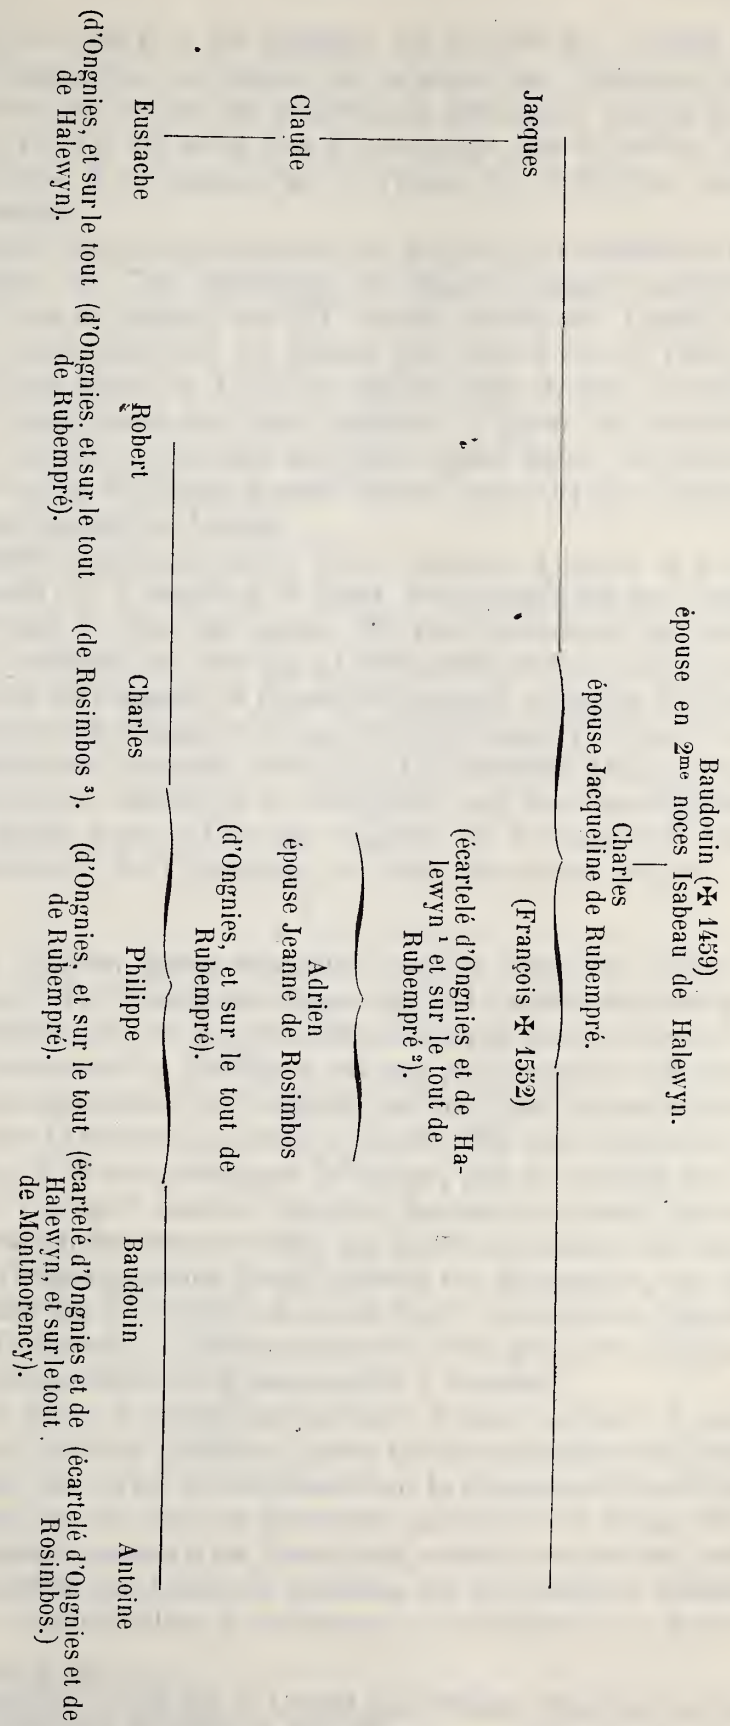 Baudouin (✠ 1459)
épouse en 2me noces Isabeau de Halewyn.
Charles
épouse Jacqueline de Rubempré.
Jacques
(François ✠ 1552)
(écartelé d'Ongnies et de Ha-
lewyn ¹ et sur le tout de
Rubempré ²).
Claude
Adrien
épouse Jeanne de Rosimbos
(d'Ongnies, et sur le tout de
Rubempré).
Eustache
Robert
Charles
Philippe
Baudouin
Antoine
(d'Ongnies, et sur le tout
de Halewyn).
(d'Ongnies. et sur le tout
de Rubempré).
(de Rosimbos ³).
(d'Ongnies, et sur le tout
de Rubempré).
(écartelé d'Ongnies et de
Halewyn, et sur le tout
de Montmorency).
(écartelé d'Ongnies et de
Rosimbos.)